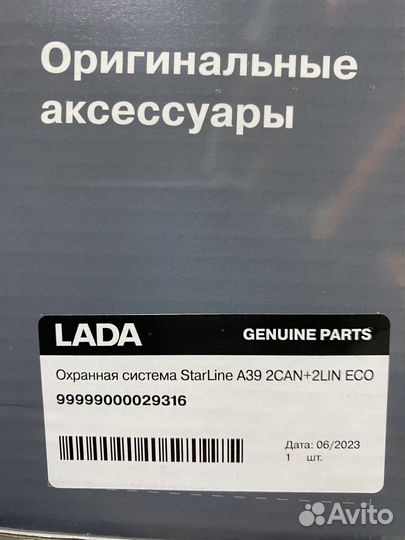 Оригинальные
аксессуары
LADA GENUINE PARTS
Охранная система StarLine A39 2CAN+2LIN ECO
99999000029316
Дата: 06/2023
1 шт.
Avito